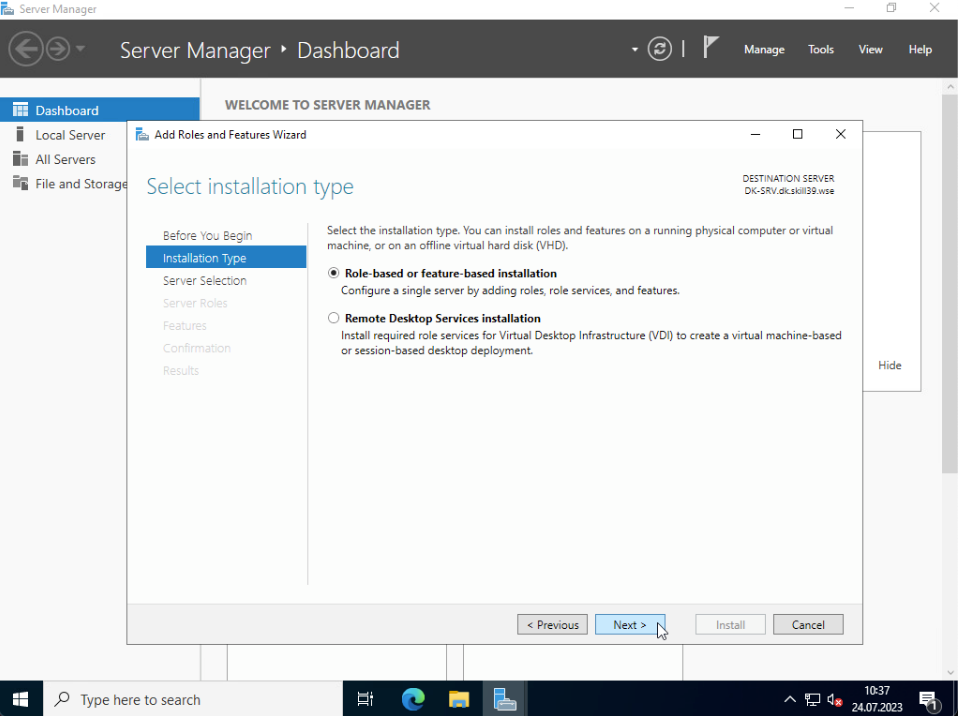 Server Manager
Server Manager ‣ Dashboard
Manage Tools View Help
Dashboard
Local Server
All Servers
File and Storage
WELCOME TO SERVER MANAGER
Add Roles and Features Wizard
Select installation type
DESTINATION SERVER
DK-SRV.dk.skill39.wse
Before You Begin
Installation Type
Server Selection
Server Roles
Features
Confirmation
Results
Select the installation type. You can install roles and features on a running physical computer or virtual
machine, or on an offline virtual hard disk (VHD).
Role-based or feature-based installation
Configure a single server by adding roles, role services, and features.
Remote Desktop Services installation
Install required role services for Virtual Desktop Infrastructure (VDI) to create a virtual machine-based
or session-based desktop deployment.
Hide
< Previous Next > Install Cancel
Type here to search
10:37
24.07.2023
1